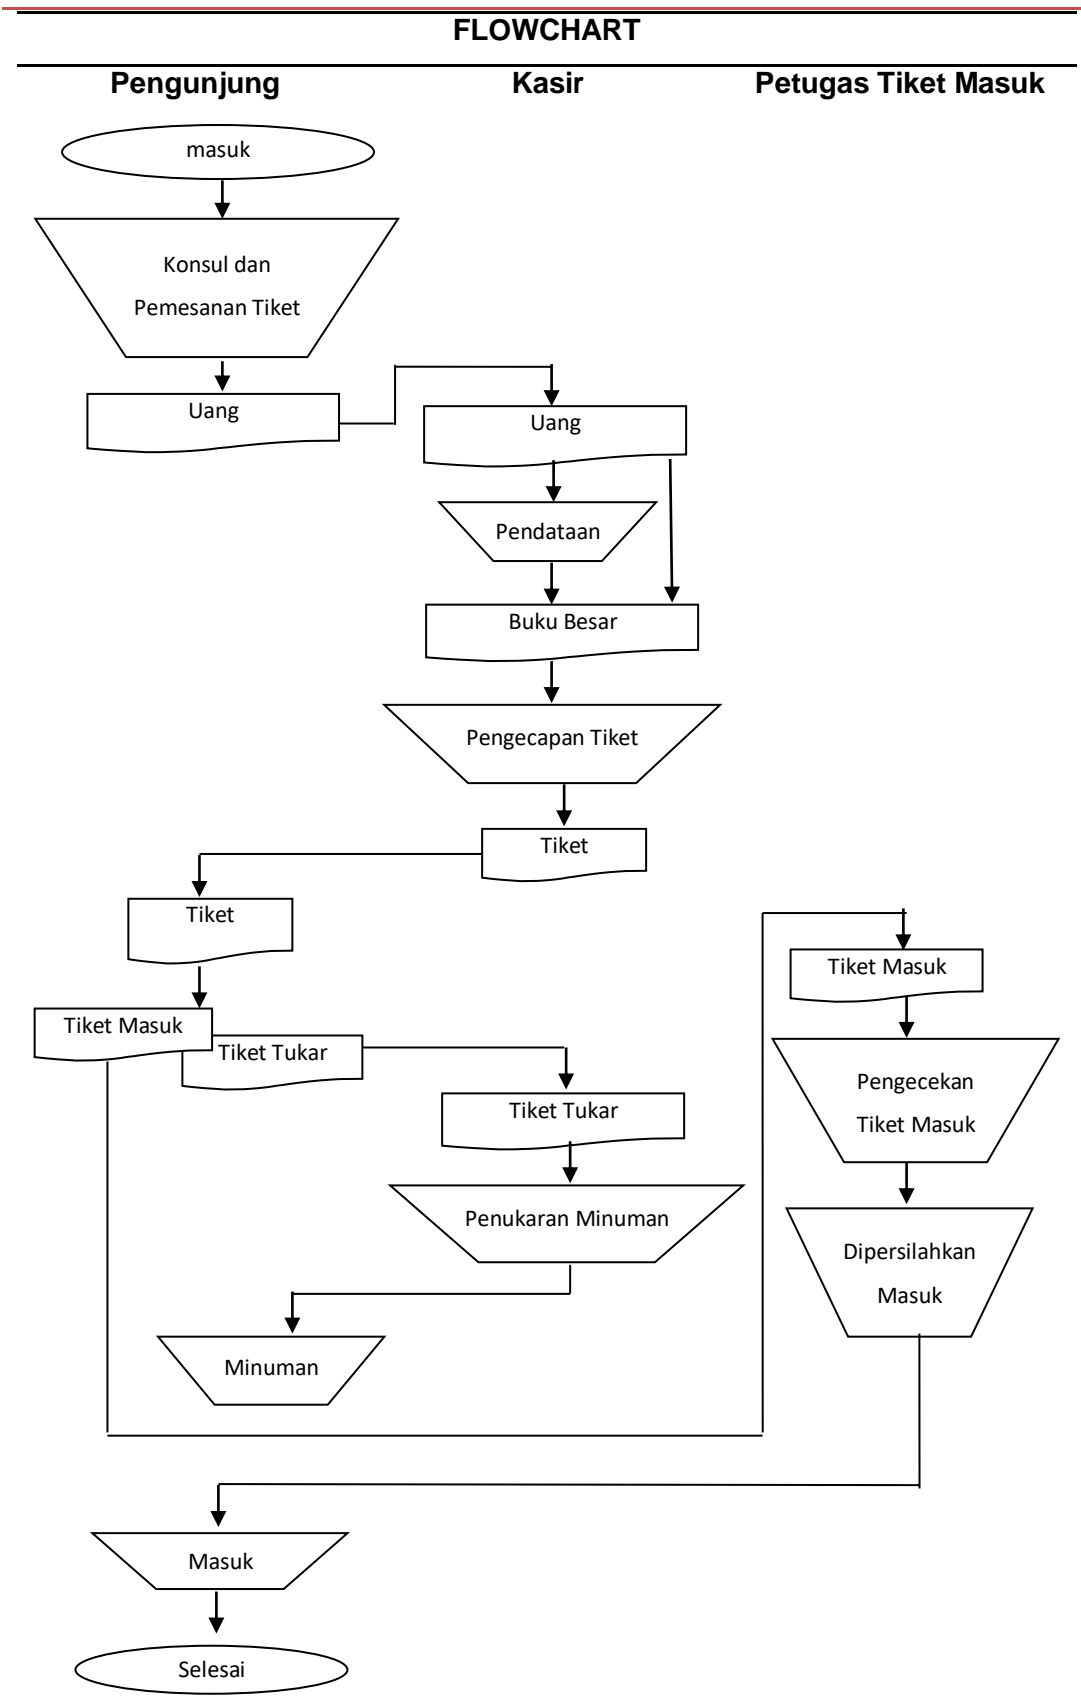 FLOWCHART
Pengunjung Kasir Petugas Tiket Masuk
masuk
Konsul dan
Pemesanan Tiket
Uang
Uang
Pendataan
Buku Besar
Pengecapan Tiket
Tiket
Tiket
Tiket Masuk
Tiket Tukar
Tiket Tukar
Penukaran Minuman
Minuman
Tiket Masuk
Pengecekan
Tiket Masuk
Dipersilahkan
Masuk
Masuk
Selesai